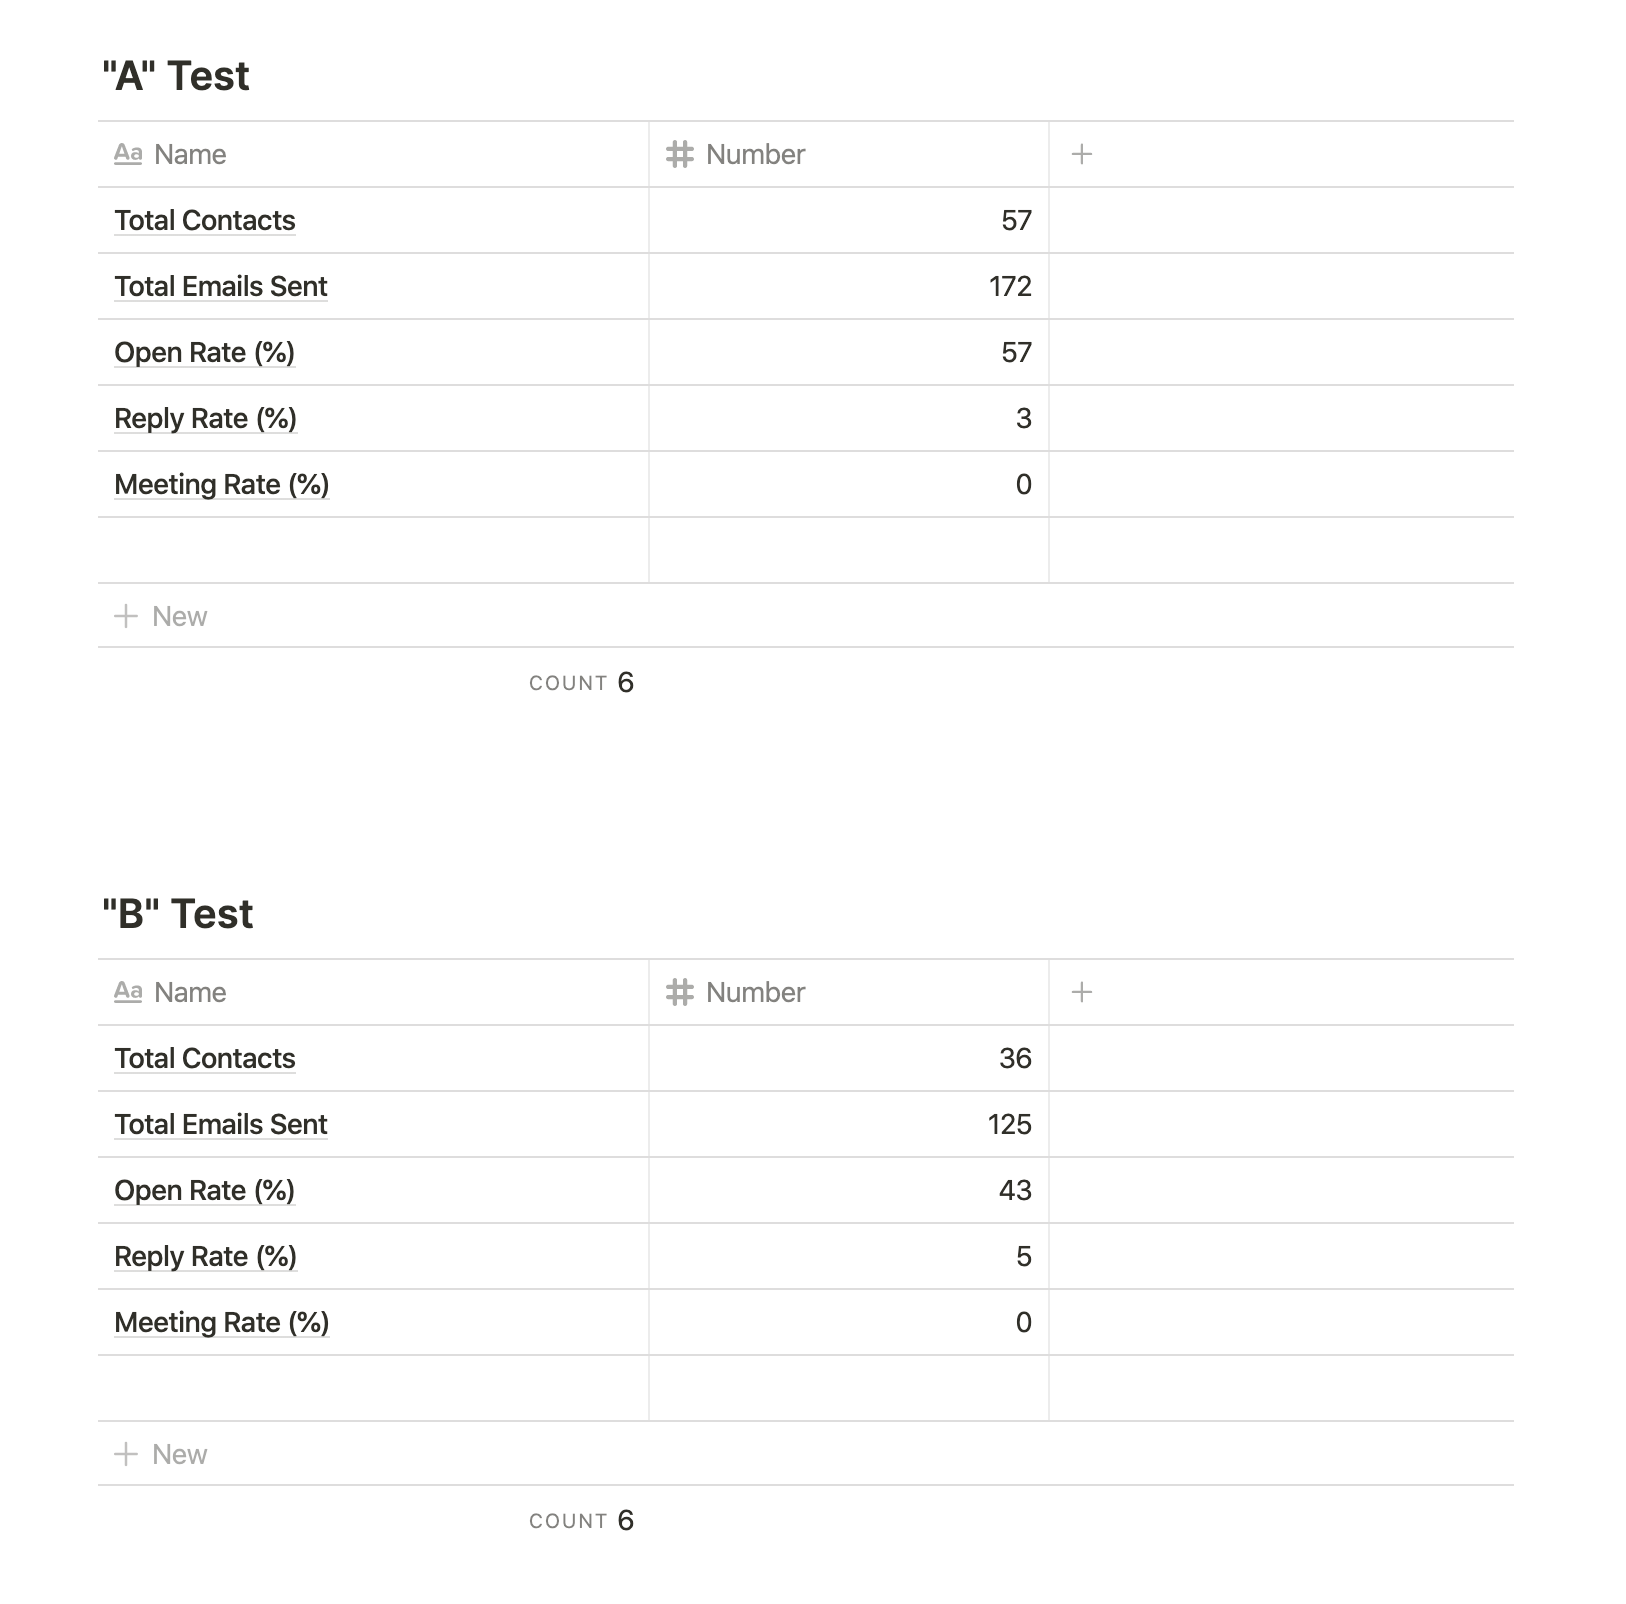 "A" Test
Aa Name # Number +
Total Contacts 57
Total Emails Sent 172
Open Rate (%) 57
Reply Rate (%) 3
Meeting Rate (%) 0
+ New
COUNT 6
"B" Test
Aa Name # Number +
Total Contacts 36
Total Emails Sent 125
Open Rate (%) 43
Reply Rate (%) 5
Meeting Rate (%) 0
+ New
COUNT 6